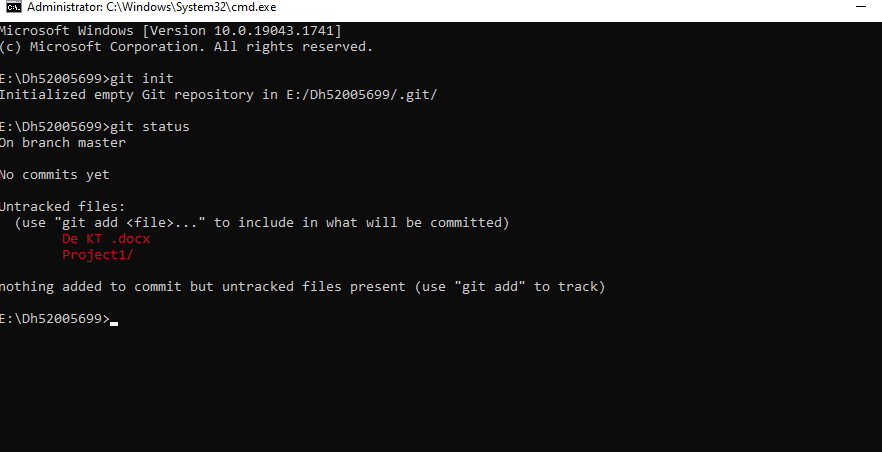 Administrator: C:\Windows\System32\cmd.exe
Microsoft Windows [Version 10.0.19043.1741]
(c) Microsoft Corporation. All rights reserved.
E:\Dh52005699>git init
Initialized empty Git repository in E:/Dh52005699/.git/
E:\Dh52005699>git status
On branch master
No commits yet
Untracked files:
(use "git add <file>..." to include in what will be committed)
De KT .docx
Project1/
nothing added to commit but untracked files present (use "git add" to track)
E:\Dh52005699>